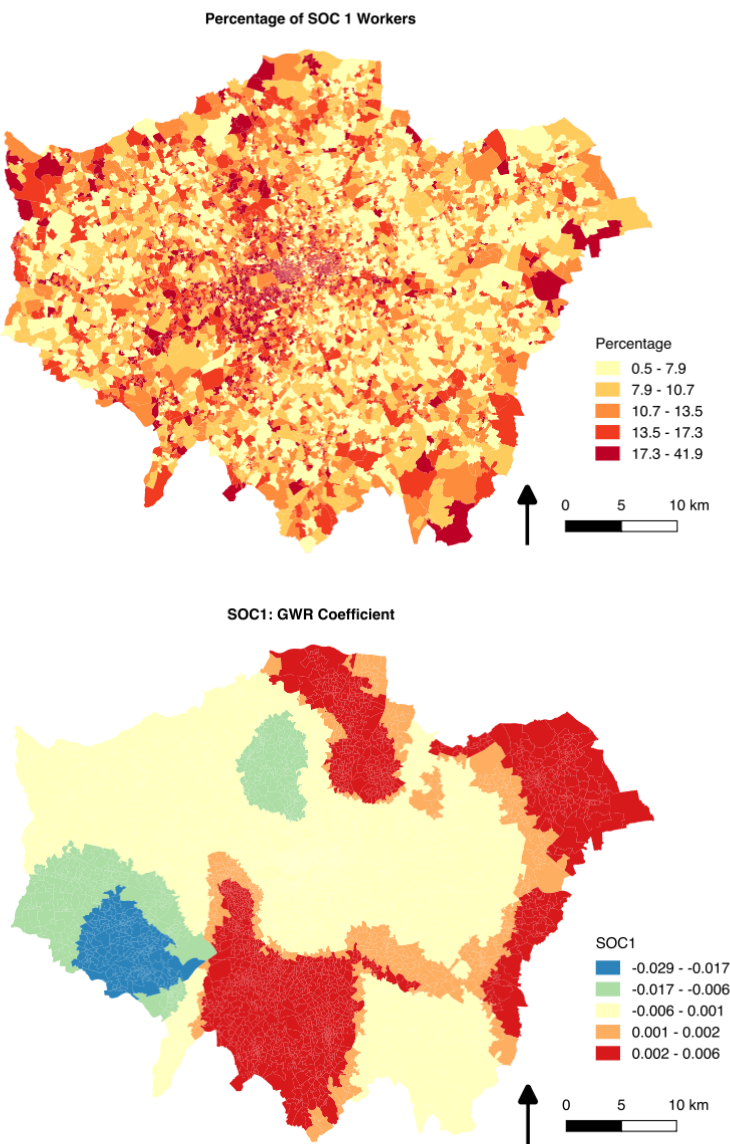 Percentage of SOC 1 Workers
Percentage
0.5 - 7.9
7.9 - 10.7
10.7 - 13.5
13.5 - 17.3
17.3 - 41.9
0 5 10 km
SOC1: GWR Coefficient
SOC1
-0.029 - -0.017
-0.017 - -0.006
-0.006 - 0.001
0.001 - 0.002
0.002 - 0.006
0 5 10 km